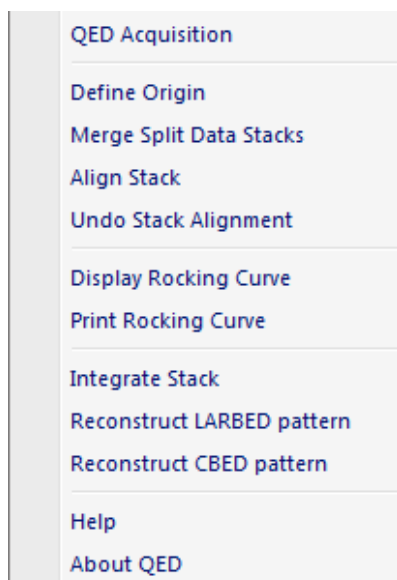 QED Acquisition
Define Origin
Merge Split Data Stacks
Align Stack
Undo Stack Alignment
Display Rocking Curve
Print Rocking Curve
Integrate Stack
Reconstruct LARBED pattern
Reconstruct CBED pattern
Help
About QED